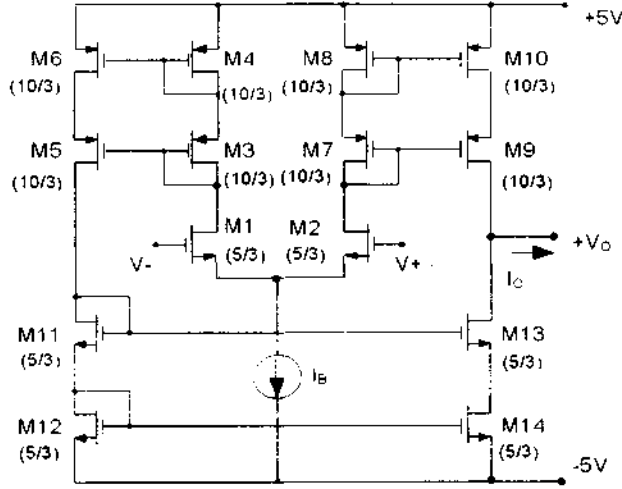 +5V
M6 M4 M8 M10
(10/3) (10/3) (10/3) (10/3)
M5 M3 M7 M9
(10/3) (10/3) (10/3) (10/3)
M1 M2
(5/3) (5/3)
V- V+
+VO
IO
M11 M13
(5/3) (5/3)
IB
M12 M14
(5/3) (5/3)
-5V